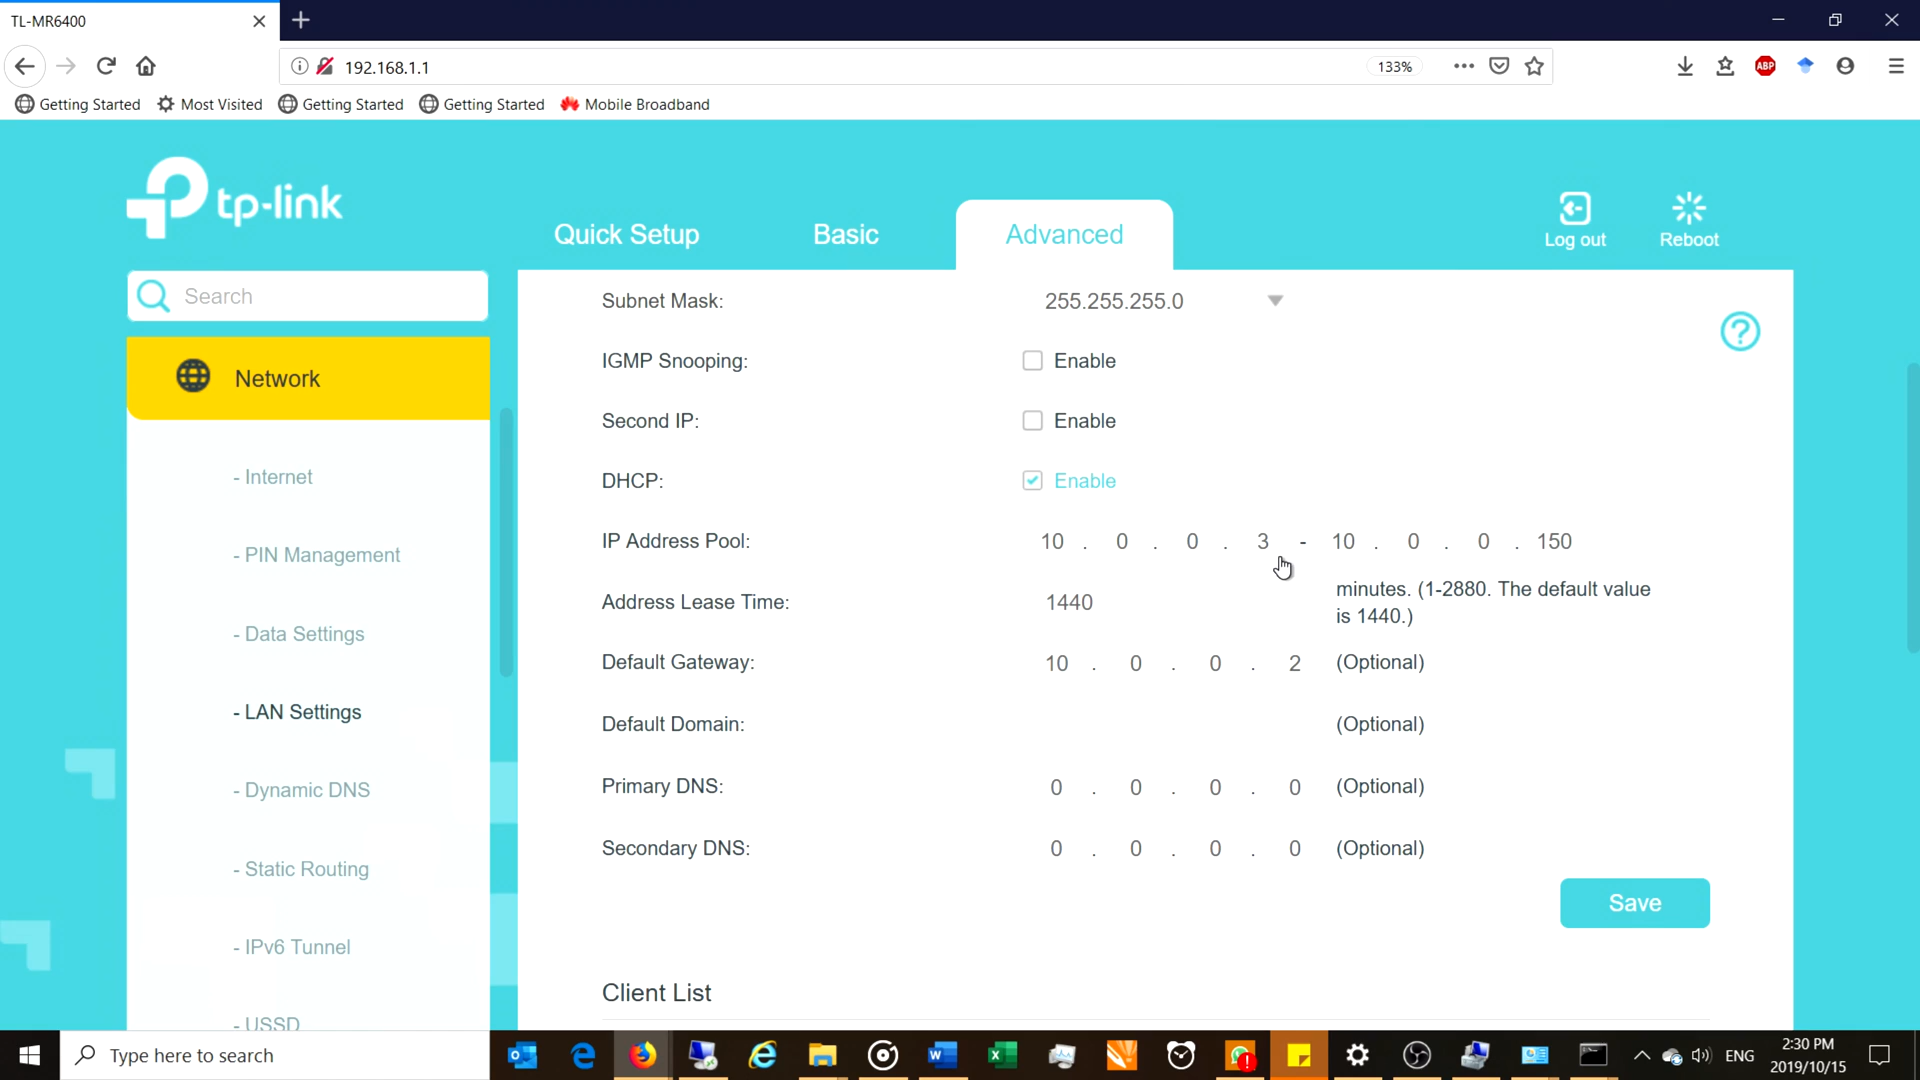 TL-MR6400
192.168.1.1
133%
ABP
Getting Started
Most Visited
Getting Started
Getting Started
Mobile Broadband
tp-link
Quick Setup
Basic
Advanced
Log out
Reboot
Search
Network
- Internet
- PIN Management
- Data Settings
- LAN Settings
- Dynamic DNS
- Static Routing
- IPv6 Tunnel
- USSD
Subnet Mask: 255.255.255.0
?
IGMP Snooping: Enable
Second IP: Enable
DHCP: Enable
IP Address Pool: 10 . 0 . 0 . 3 - 10 . 0 . 0 . 150
Address Lease Time: 1440 minutes. (1-2880. The default value
is 1440.)
Default Gateway: 10 . 0 . 0 . 2 (Optional)
Default Domain: (Optional)
Primary DNS: 0 . 0 . 0 . 0 (Optional)
Secondary DNS: 0 . 0 . 0 . 0 (Optional)
Save
Client List
Type here to search
ENG
2:30 PM
2019/10/15